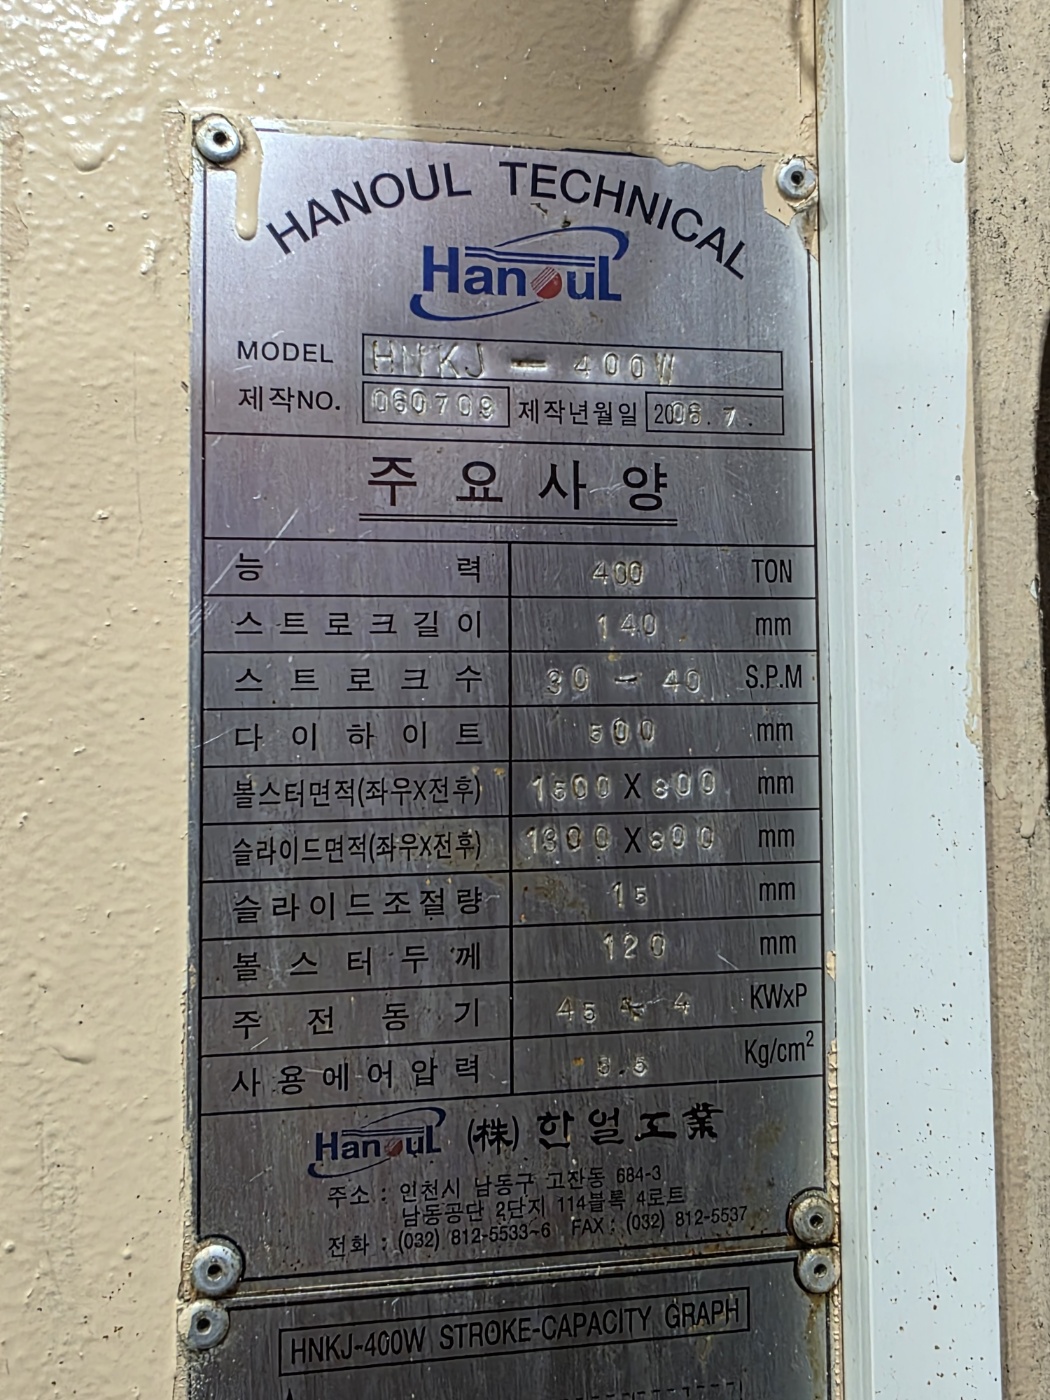 HANOUL TECHNICAL
HanouL
MODEL HNKJ - 400W
제작NO. 060709 제작년월일 2006. 7.
주요사양
능력 400 TON
스트로크길이 140 mm
스트로크수 30 - 40 S.P.M
다이하이트 500 mm
볼스터면적(좌우X전후) 1600 X 800 mm
슬라이드면적(좌우X전후) 1300 X 600 mm
슬라이드조절량 15 mm
볼스터두께 120 mm
주전동기 45 x 4 KWxP
사용에어압력 5.5 Kg/cm²
HanouL (株) 한얼工業
주소 : 인천시 남동구 고잔동 684-3
남동공단 2단지 114블록 4로트
전화 : (032) 812-5533~6 FAX : (032) 812-5537
HNKJ-400W STROKE-CAPACITY GRAPH